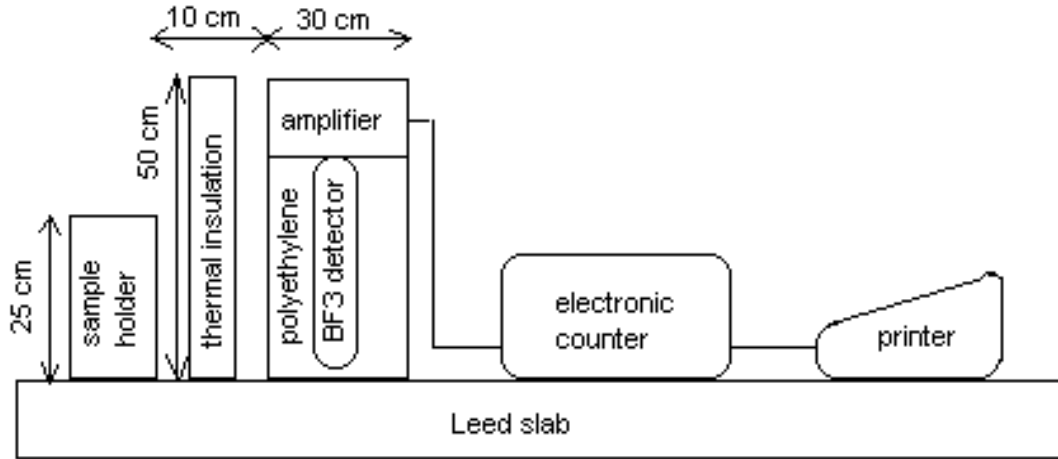 10 cm
30 cm
50 cm
25 cm
sample
holder
thermal insulation
amplifier
polyethylene
BF3 detector
electronic
counter
printer
Leed slab